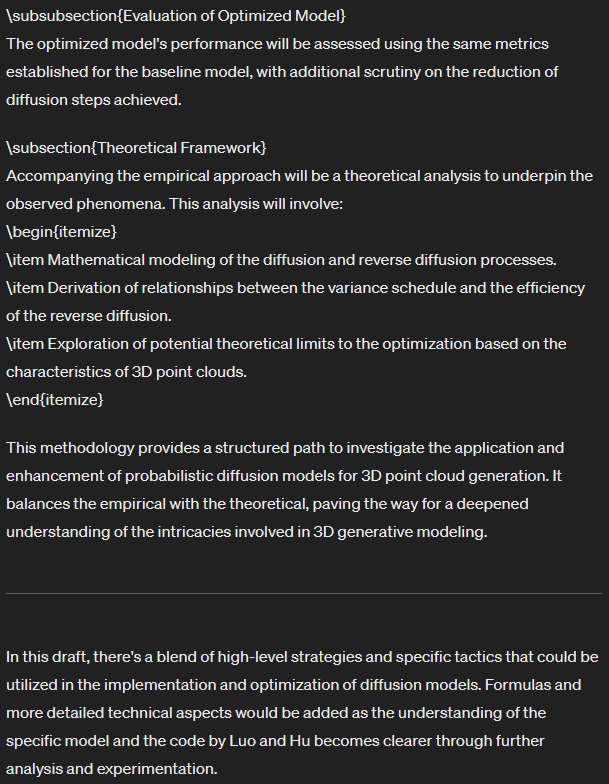 \subsubsection{Evaluation of Optimized Model}
The optimized model's performance will be assessed using the same metrics
established for the baseline model, with additional scrutiny on the reduction of
diffusion steps achieved.
\subsection{Theoretical Framework}
Accompanying the empirical approach will be a theoretical analysis to underpin the
observed phenomena. This analysis will involve:
\begin{itemize}
\item Mathematical modeling of the diffusion and reverse diffusion processes.
\item Derivation of relationships between the variance schedule and the efficiency
of the reverse diffusion.
\item Exploration of potential theoretical limits to the optimization based on the
characteristics of 3D point clouds.
\end{itemize}
This methodology provides a structured path to investigate the application and
enhancement of probabilistic diffusion models for 3D point cloud generation. It
balances the empirical with the theoretical, paving the way for a deepened
understanding of the intricacies involved in 3D generative modeling.
In this draft, there's a blend of high-level strategies and specific tactics that could be
utilized in the implementation and optimization of diffusion models. Formulas and
more detailed technical aspects would be added as the understanding of the
specific model and the code by Luo and Hu becomes clearer through further
analysis and experimentation.